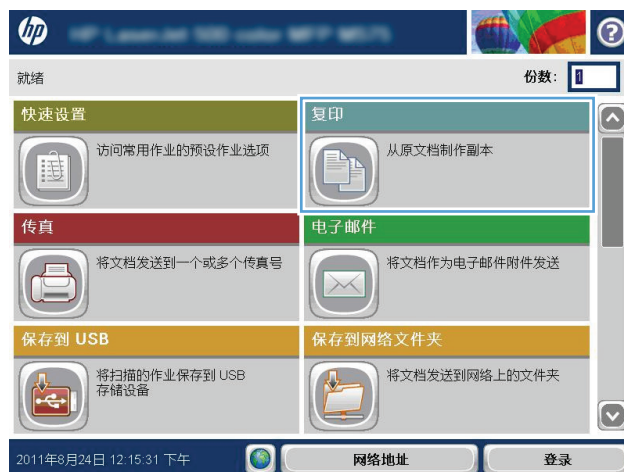 hp
就绪
份数: 1
快速设置
复印
访问常用作业的预设作业选项
从原文档制作副本
传真
电子邮件
将文档发送到一个或多个传真号
将文档作为电子邮件附件发送
保存到 USB
保存到网络文件夹
将扫描的作业保存到 USB
存储设备
将文档发送到网络上的文件夹
2011年8月24日 12:15:31 下午
网络地址
登录